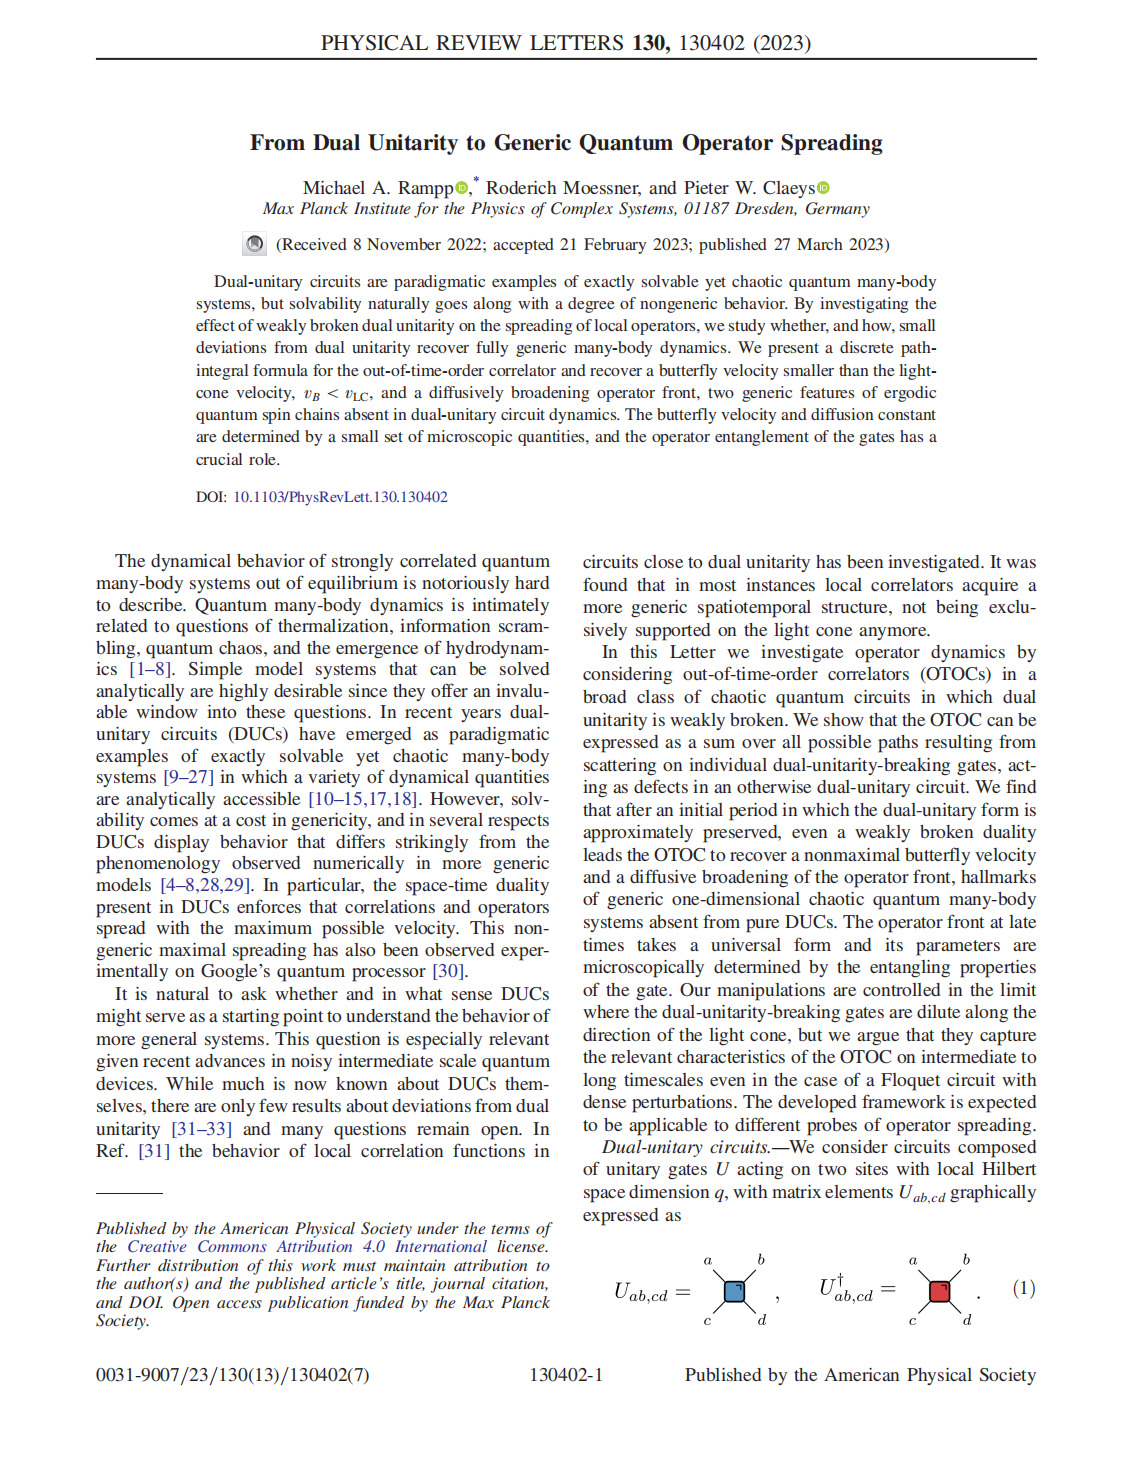 PHYSICAL REVIEW LETTERS 130, 130402 (2023)
From Dual Unitarity to Generic Quantum Operator Spreading
Michael A. Rampp,* Roderich Moessner, and Pieter W. Claeys
Max Planck Institute for the Physics of Complex Systems, 01187 Dresden, Germany
(Received 8 November 2022; accepted 21 February 2023; published 27 March 2023)
Dual-unitary circuits are paradigmatic examples of exactly solvable yet chaotic quantum many-body
systems, but solvability naturally goes along with a degree of nongeneric behavior. By investigating the
effect of weakly broken dual unitarity on the spreading of local operators, we study whether, and how, small
deviations from dual unitarity recover fully generic many-body dynamics. We present a discrete path-
integral formula for the out-of-time-order correlator and recover a butterfly velocity smaller than the light-
cone velocity, v_B < v_LC, and a diffusively broadening operator front, two generic features of ergodic
quantum spin chains absent in dual-unitary circuit dynamics. The butterfly velocity and diffusion constant
are determined by a small set of microscopic quantities, and the operator entanglement of the gates has a
crucial role.
DOI: 10.1103/PhysRevLett.130.130402
The dynamical behavior of strongly correlated quantum
many-body systems out of equilibrium is notoriously hard
to describe. Quantum many-body dynamics is intimately
related to questions of thermalization, information scram-
bling, quantum chaos, and the emergence of hydrodynam-
ics [1–8]. Simple model systems that can be solved
analytically are highly desirable since they offer an invalu-
able window into these questions. In recent years dual-
unitary circuits (DUCs) have emerged as paradigmatic
examples of exactly solvable yet chaotic many-body
systems [9–27] in which a variety of dynamical quantities
are analytically accessible [10–15,17,18]. However, solv-
ability comes at a cost in genericity, and in several respects
DUCs display behavior that differs strikingly from the
phenomenology observed numerically in more generic
models [4–8,28,29]. In particular, the space-time duality
present in DUCs enforces that correlations and operators
spread with the maximum possible velocity. This non-
generic maximal spreading has also been observed exper-
imentally on Google's quantum processor [30].
It is natural to ask whether and in what sense DUCs
might serve as a starting point to understand the behavior of
more general systems. This question is especially relevant
given recent advances in noisy intermediate scale quantum
devices. While much is now known about DUCs them-
selves, there are only few results about deviations from dual
unitarity [31–33] and many questions remain open. In
Ref. [31] the behavior of local correlation functions in
Published by the American Physical Society under the terms of
the Creative Commons Attribution 4.0 International license.
Further distribution of this work must maintain attribution to
the author(s) and the published article's title, journal citation,
and DOI. Open access publication funded by the Max Planck
Society.
circuits close to dual unitarity has been investigated. It was
found that in most instances local correlators acquire a
more generic spatiotemporal structure, not being exclu-
sively supported on the light cone anymore.
In this Letter we investigate operator dynamics by
considering out-of-time-order correlators (OTOCs) in a
broad class of chaotic quantum circuits in which dual
unitarity is weakly broken. We show that the OTOC can be
expressed as a sum over all possible paths resulting from
scattering on individual dual-unitarity-breaking gates, act-
ing as defects in an otherwise dual-unitary circuit. We find
that after an initial period in which the dual-unitary form is
approximately preserved, even a weakly broken duality
leads the OTOC to recover a nonmaximal butterfly velocity
and a diffusive broadening of the operator front, hallmarks
of generic one-dimensional chaotic quantum many-body
systems absent from pure DUCs. The operator front at late
times takes a universal form and its parameters are
microscopically determined by the entangling properties
of the gate. Our manipulations are controlled in the limit
where the dual-unitarity-breaking gates are dilute along the
direction of the light cone, but we argue that they capture
the relevant characteristics of the OTOC on intermediate to
long timescales even in the case of a Floquet circuit with
dense perturbations. The developed framework is expected
to be applicable to different probes of operator spreading.
Dual-unitary circuits.—We consider circuits composed
of unitary gates U acting on two sites with local Hilbert
space dimension q, with matrix elements U_ab,cd graphically
expressed as
a b a b
U_ab,cd = , U†_ab,cd = . (1)
c d c d
0031-9007/23/130(13)/130402(7)
130402-1
Published by the American Physical Society